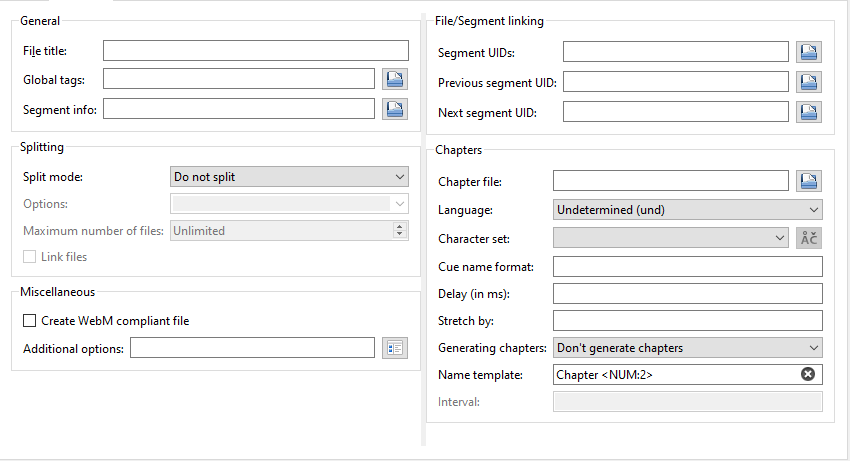 General
File title:
Global tags:
Segment info:
Splitting
Split mode: Do not split
Options:
Maximum number of files: Unlimited
Link files
Miscellaneous
Create WebM compliant file
Additional options:
File/Segment linking
Segment UIDs:
Previous segment UID:
Next segment UID:
Chapters
Chapter file:
Language: Undetermined (und)
Character set:
Cue name format:
Delay (in ms):
Stretch by:
Generating chapters: Don't generate chapters
Name template: Chapter <NUM:2>
Interval: